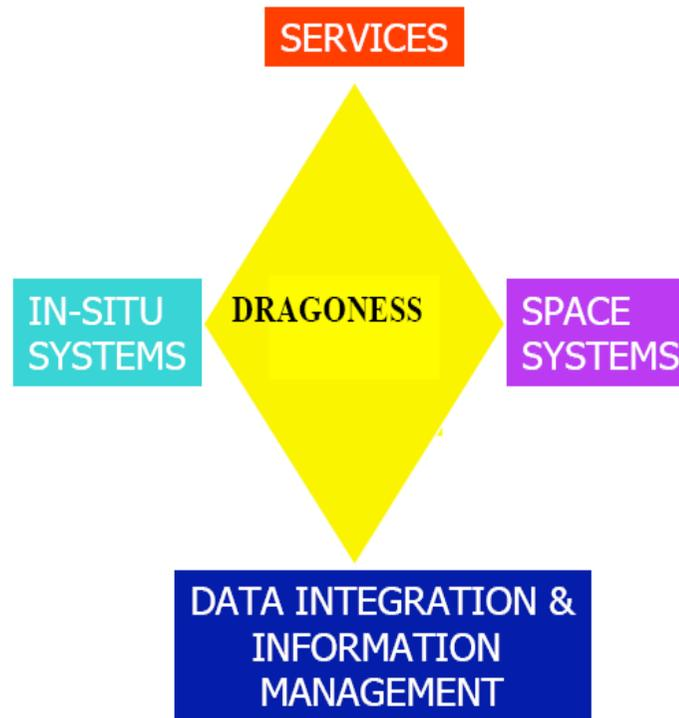 SERVICES
IN-SITU
SYSTEMS
DRAGONESS
SPACE
SYSTEMS
DATA INTEGRATION &
INFORMATION
MANAGEMENT